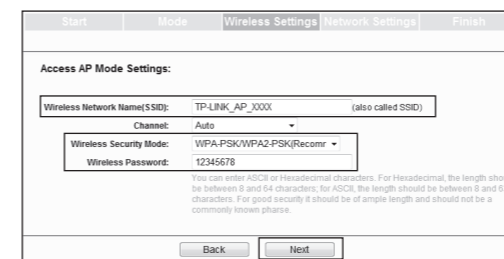 Start Mode Wireless Settings Network Settings Finish
Access AP Mode Settings:
Wireless Network Name(SSID): TP-LINK_AP_XXXX (also called SSID)
Channel: Auto
Wireless Security Mode: WPA-PSK/WPA2-PSK(Recomr
Wireless Password: 12345678
You can enter ASCII or Hexadecimal characters. For Hexadecimal, the length sho
be between 8 and 64 characters; for ASCII, the length should be between 8 and 6
characters. For good security it should be of ample length and should not be a
commonly known pharse.
Back Next